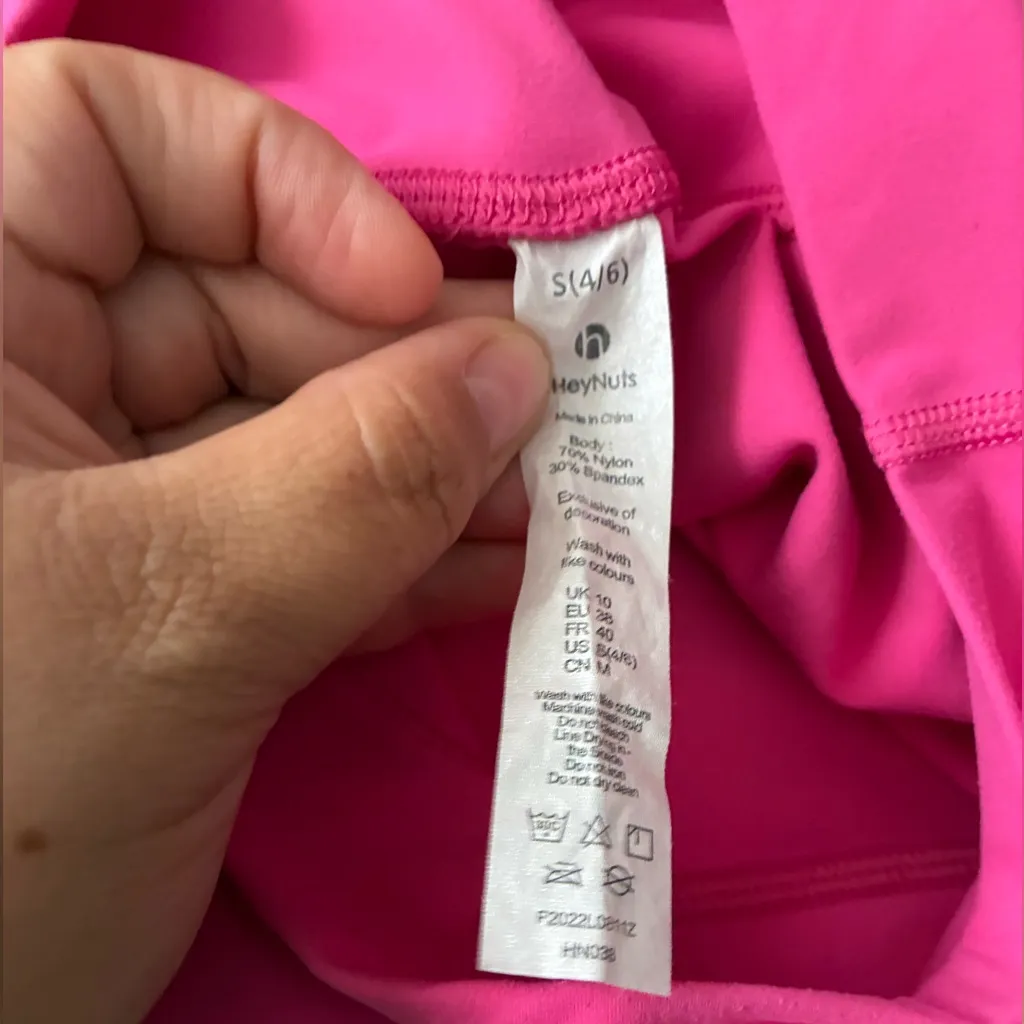 S(4/6)
HeyNuts
Made in China
Body :
70% Nylon
30% Spandex
Exclusive of
decoration
Wash with
like colours
UK 10
EU 38
FR 40
US S(4/6)
CN M
Wash with like colours
Machine wash cold
Do not bleach
Line Drying in
the Shade
Do not iron
Do not dry clean
30C
P2022L0811Z
HN038